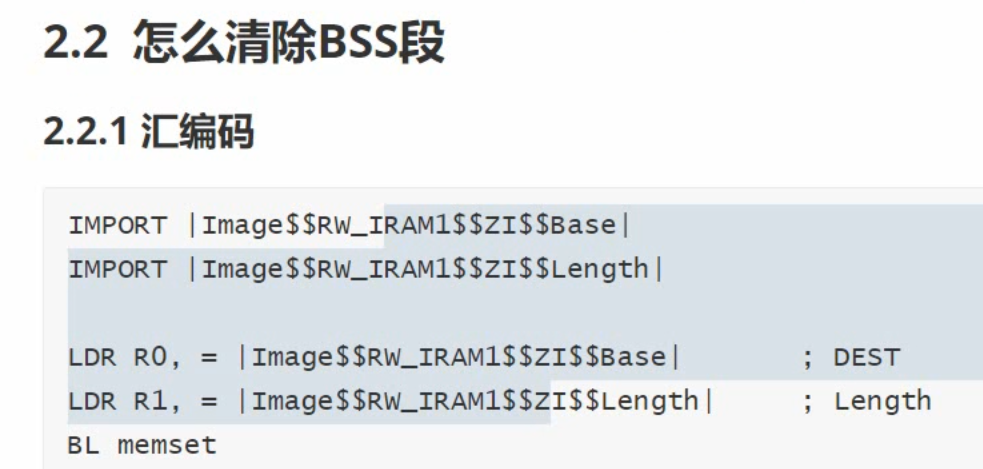 2.2 怎么清除BSS段
2.2.1 汇编码
IMPORT |Image$$RW_IRAM1$$ZI$$Base|
IMPORT |Image$$RW_IRAM1$$ZI$$Length|
LDR R0, = |Image$$RW_IRAM1$$ZI$$Base| ; DEST
LDR R1, = |Image$$RW_IRAM1$$ZI$$Length| ; Length
BL memset